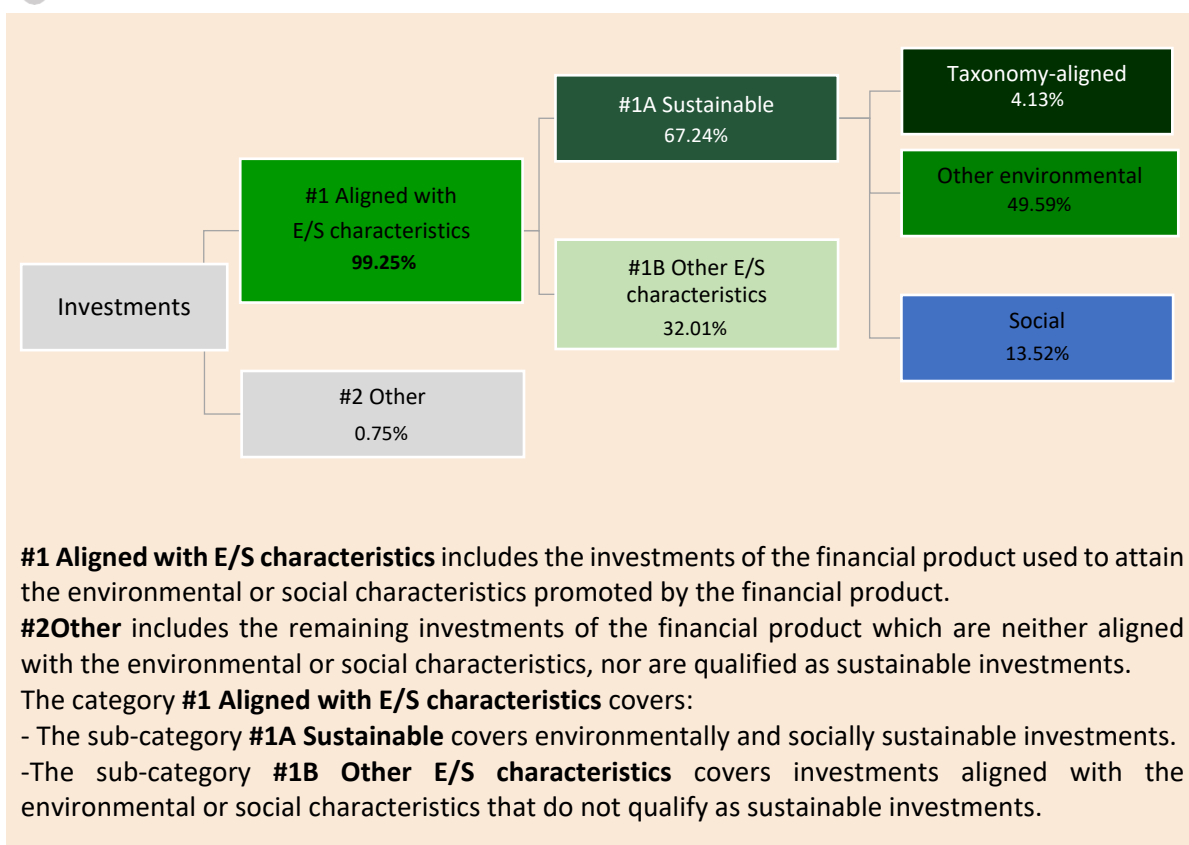 Investments
#1 Aligned with
E/S characteristics
99.25%
#2 Other
0.75%
#1A Sustainable
67.24%
#1B Other E/S
characteristics
32.01%
Taxonomy-aligned
4.13%
Other environmental
49.59%
Social
13.52%
#1 Aligned with E/S characteristics includes the investments of the financial product used to attain
the environmental or social characteristics promoted by the financial product.
#2Other includes the remaining investments of the financial product which are neither aligned
with the environmental or social characteristics, nor are qualified as sustainable investments.
The category #1 Aligned with E/S characteristics covers:
- The sub-category #1A Sustainable covers environmentally and socially sustainable investments.
-The sub-category #1B Other E/S characteristics covers investments aligned with the
environmental or social characteristics that do not qualify as sustainable investments.